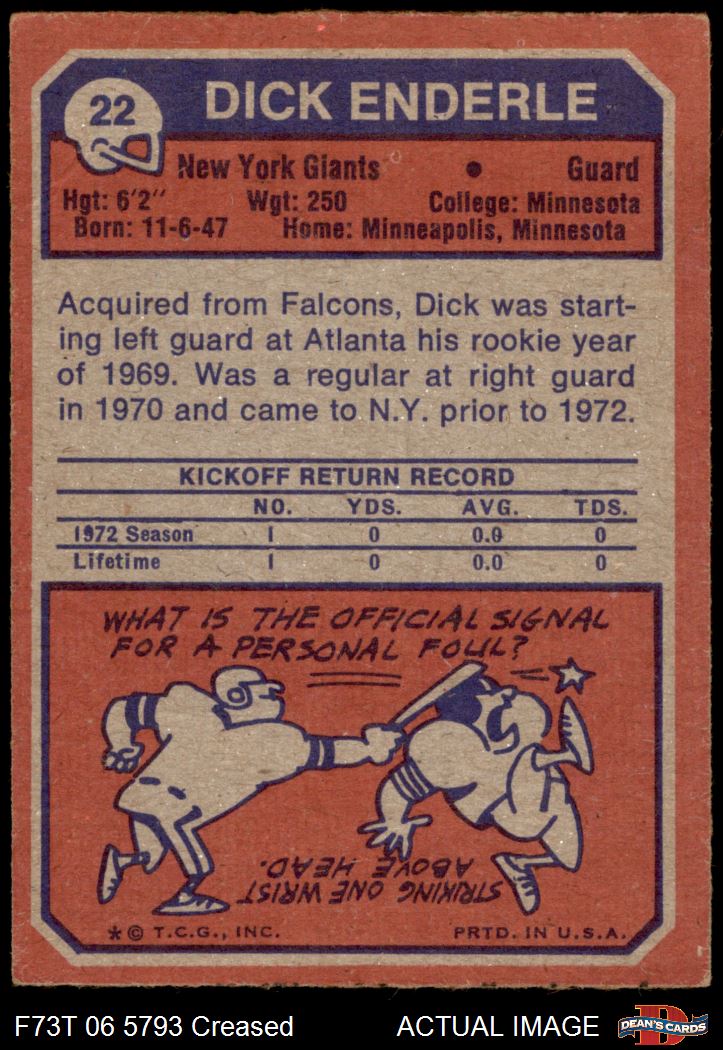 22
DICK ENDERLE
New York Giants • Guard
Hgt: 6'2" Wgt: 250 College: Minnesota
Born: 11-6-47 Home: Minneapolis, Minnesota
Acquired from Falcons, Dick was start-
ing left guard at Atlanta his rookie year
of 1969. Was a regular at right guard
in 1970 and came to N.Y. prior to 1972.
KICKOFF RETURN RECORD
NO. YDS. AVG. TDS.
1972 Season 1 0 0.0 0
Lifetime 1 0 0.0 0
WHAT IS THE OFFICIAL SIGNAL
FOR A PERSONAL FOUL?
STRIKING ONE WRIST
ABOVE HEAD.
* © T.C.G., INC. PRTD. IN U.S.A.
F73T 06 5793 Creased ACTUAL IMAGE
D
DEAN'S CARDS